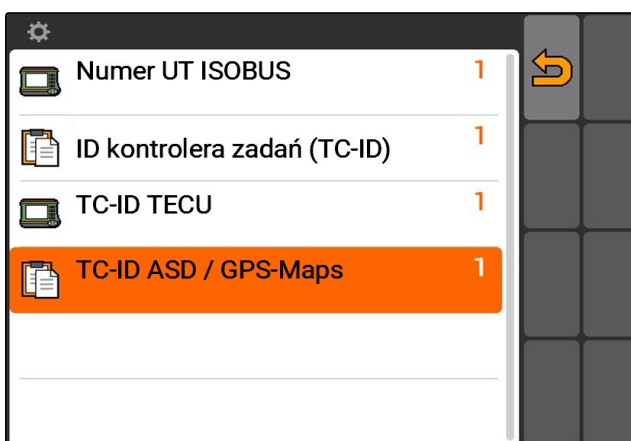 Numer UT ISOBUS 1
ID kontrolera zadań (TC-ID) 1
TC-ID TECU 1
TC-ID ASD / GPS-Maps 1